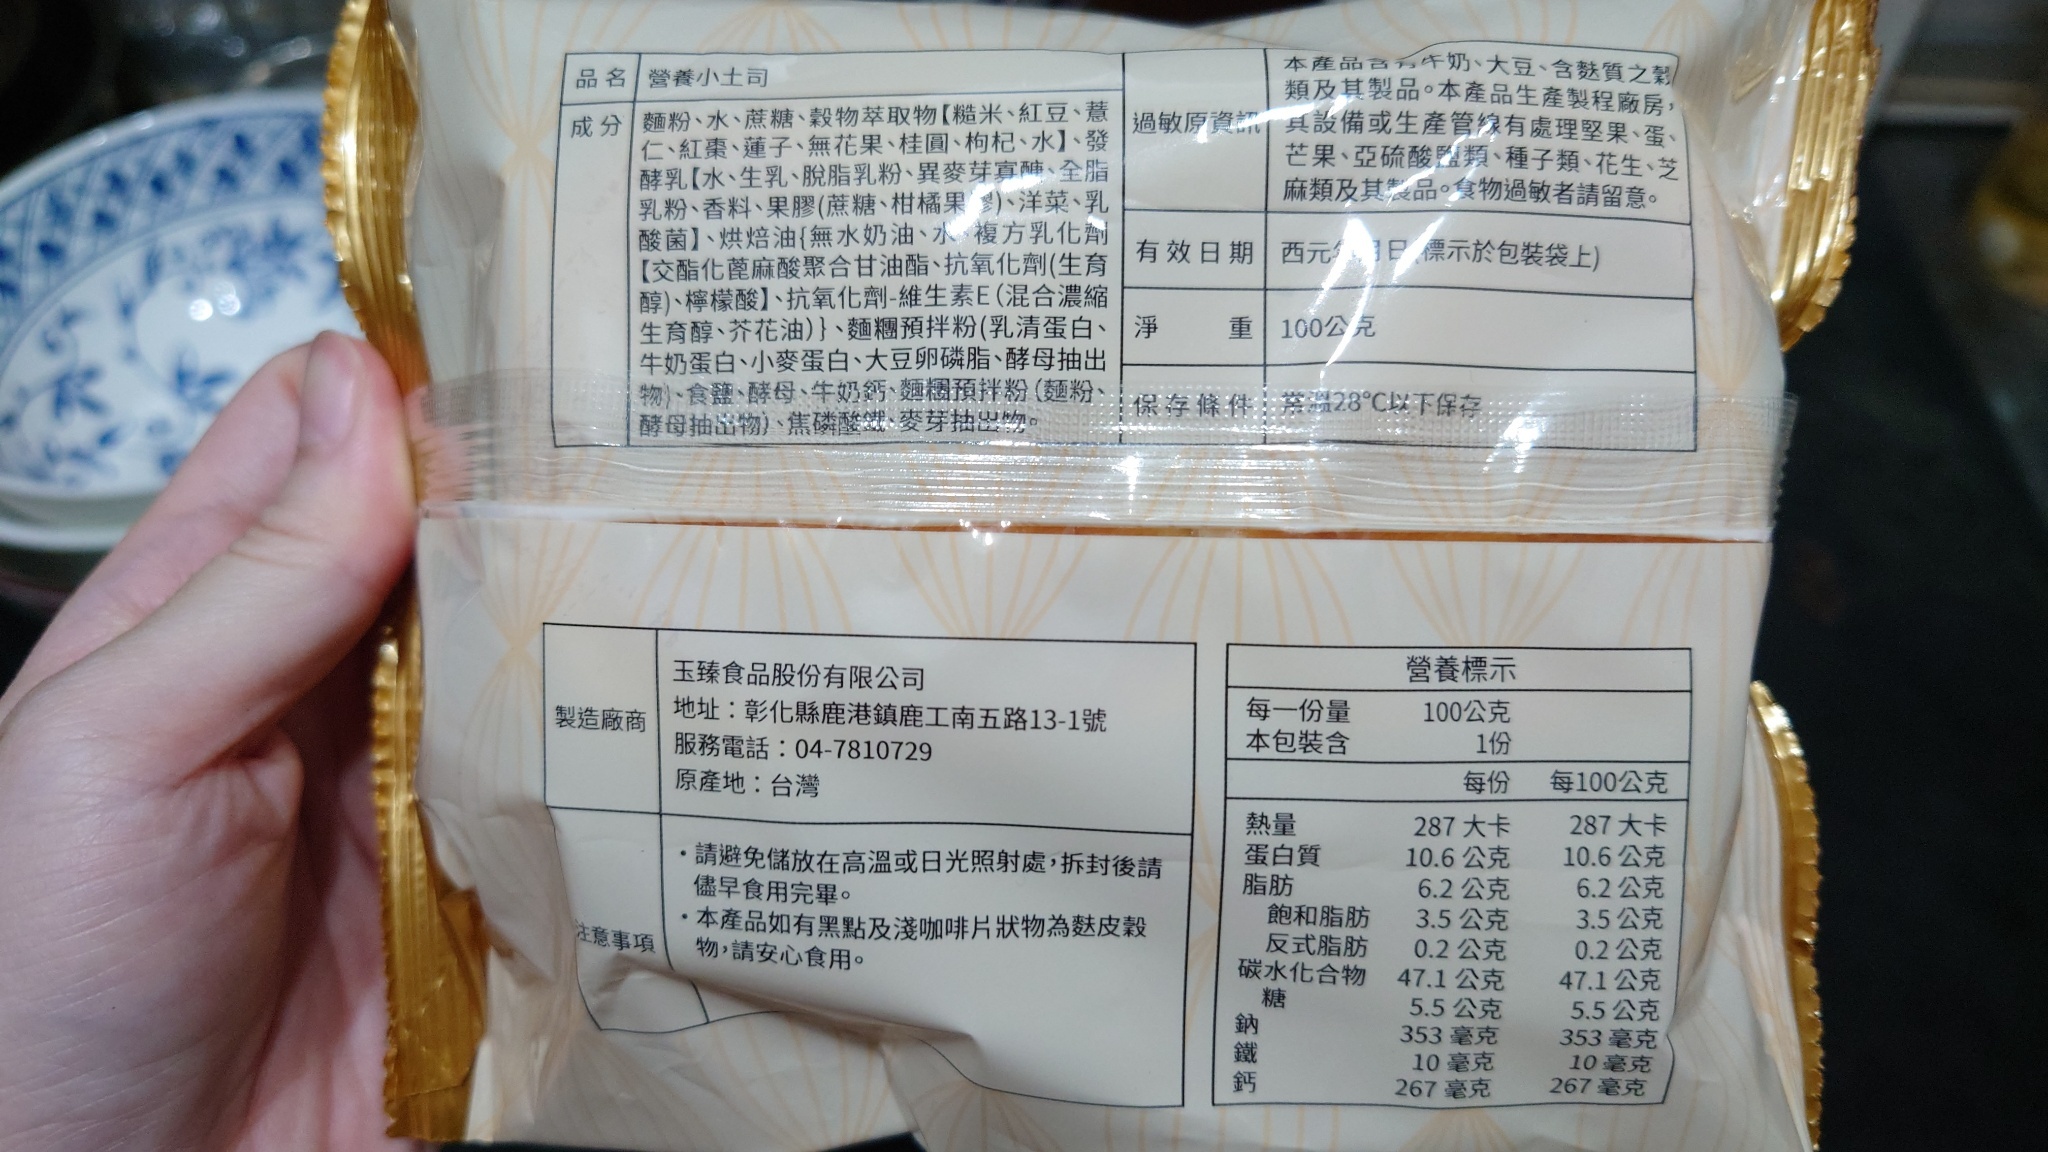 品名 營養小土司
成分 麵粉、水、蔗糖、穀物萃取物【糙米、紅豆、薏
仁、紅棗、蓮子、無花果、桂圓、枸杞、水】、發
酵乳【水、生乳、脫脂乳粉、異麥芽寡醣、全脂
乳粉、香料、果膠(蔗糖、柑橘果膠)、洋菜、乳
酸菌】、烘焙油{無水奶油、水、複方乳化劑
【交酯化蓖麻酸聚合甘油酯、抗氧化劑(生育
醇)、檸檬酸】、抗氧化劑-維生素E(混合濃縮
生育醇、芥花油)}、麵糰預拌粉(乳清蛋白、
牛奶蛋白、小麥蛋白、大豆卵磷脂、酵母抽出
物)、食鹽、酵母、牛奶鈣、麵糰預拌粉(麵粉、
酵母抽出物)、焦磷酸鐵、麥芽抽出物。
過敏原資訊
本產品含有牛奶、大豆、含麩質之穀
類及其製品。本產品生產製程廠房,
其設備或生產管線有處理堅果、蛋、
芒果、亞硫酸鹽類、種子類、花生、芝
麻類及其製品。食物過敏者請留意。
有效日期 西元年月日(標示於包裝袋上)
淨重 100公克
保存條件 常溫28°C以下保存
製造廠商
玉臻食品股份有限公司
地址：彰化縣鹿港鎮鹿工南五路13-1號
服務電話：04-7810729
原產地：台灣
注意事項
・請避免儲放在高溫或日光照射處,拆封後請
儘早食用完畢。
・本產品如有黑點及淺咖啡片狀物為麩皮穀
物,請安心食用。
營養標示
每一份量 100公克
本包裝含 1份
每份 每100公克
熱量 287 大卡 287 大卡
蛋白質 10.6 公克 10.6 公克
脂肪 6.2 公克 6.2 公克
飽和脂肪 3.5 公克 3.5 公克
反式脂肪 0.2 公克 0.2 公克
碳水化合物 47.1 公克 47.1 公克
糖 5.5 公克 5.5 公克
鈉 353 毫克 353 毫克
鐵 10 毫克 10 毫克
鈣 267 毫克 267 毫克